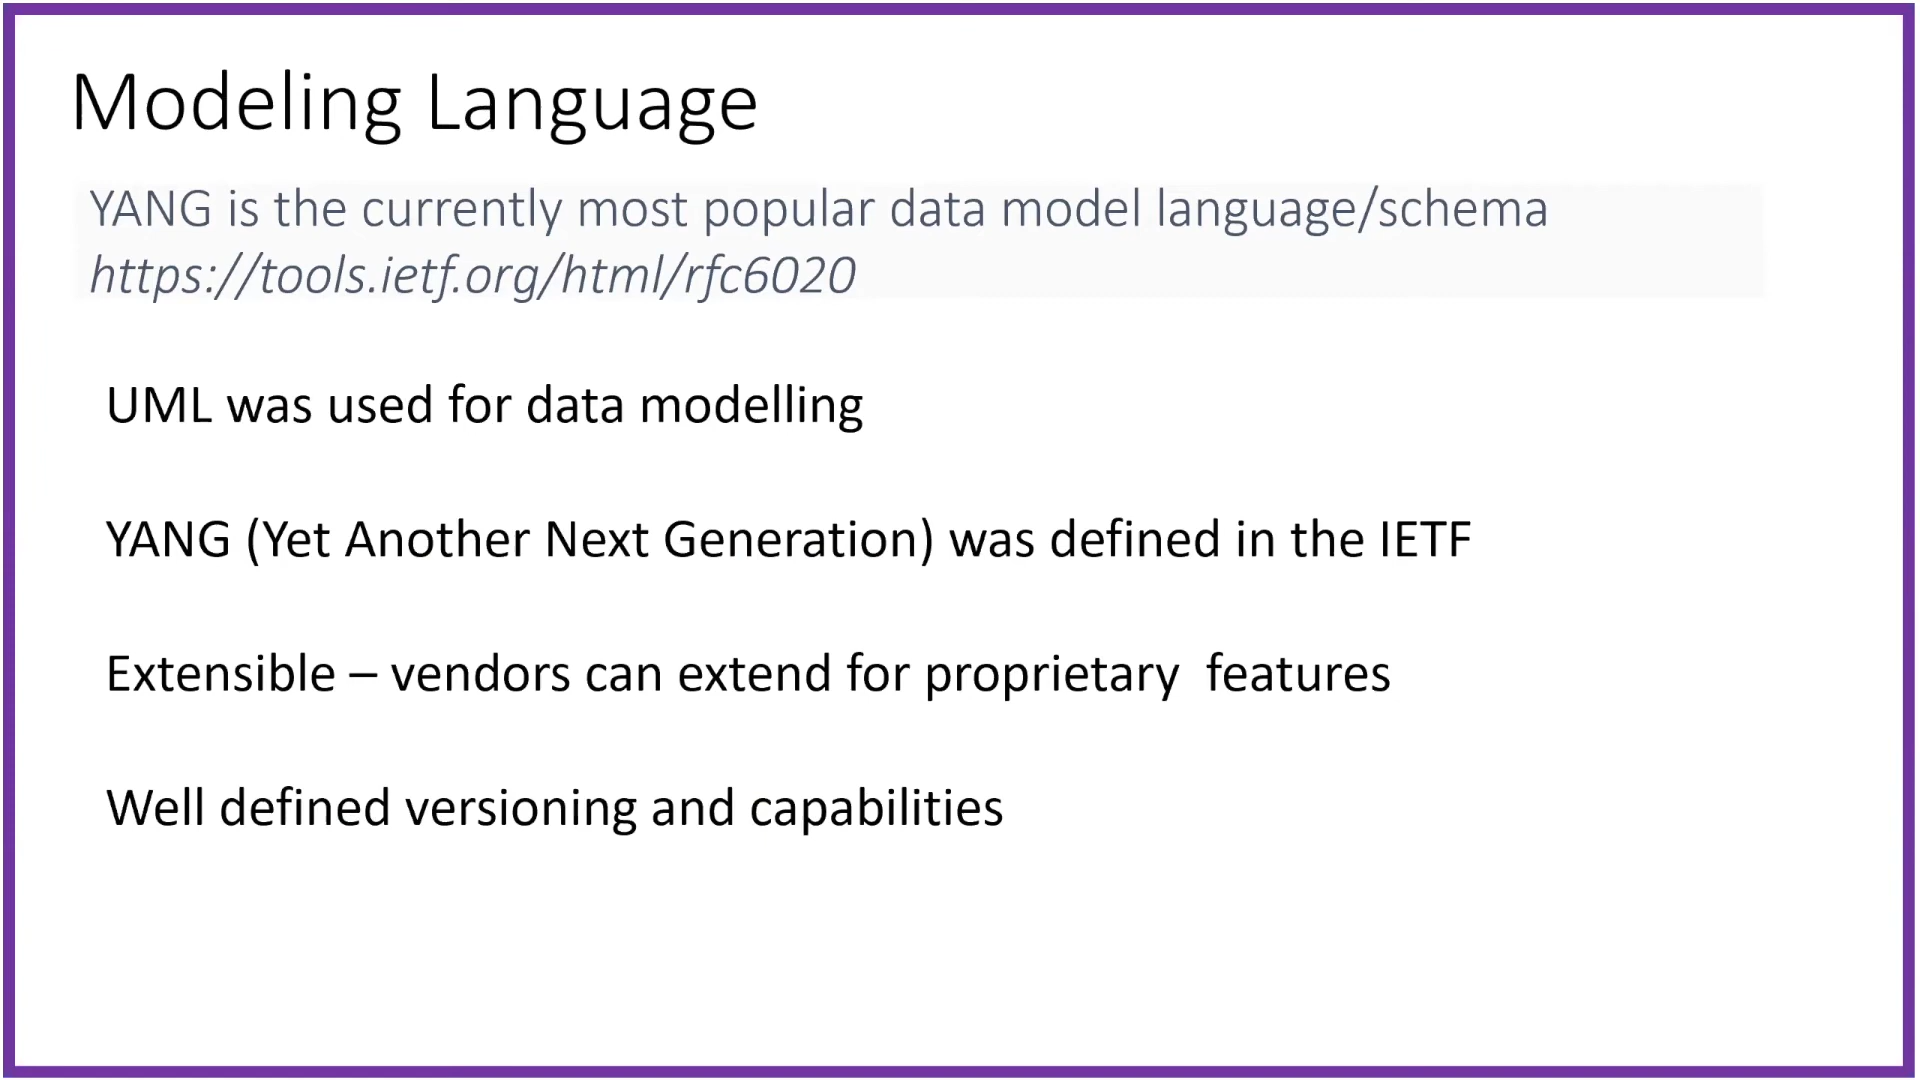 Modeling Language
YANG is the currently most popular data model language/schema
https://tools.ietf.org/html/rfc6020
UML was used for data modelling
YANG (Yet Another Next Generation) was defined in the IETF
Extensible – vendors can extend for proprietary  features
Well defined versioning and capabilities